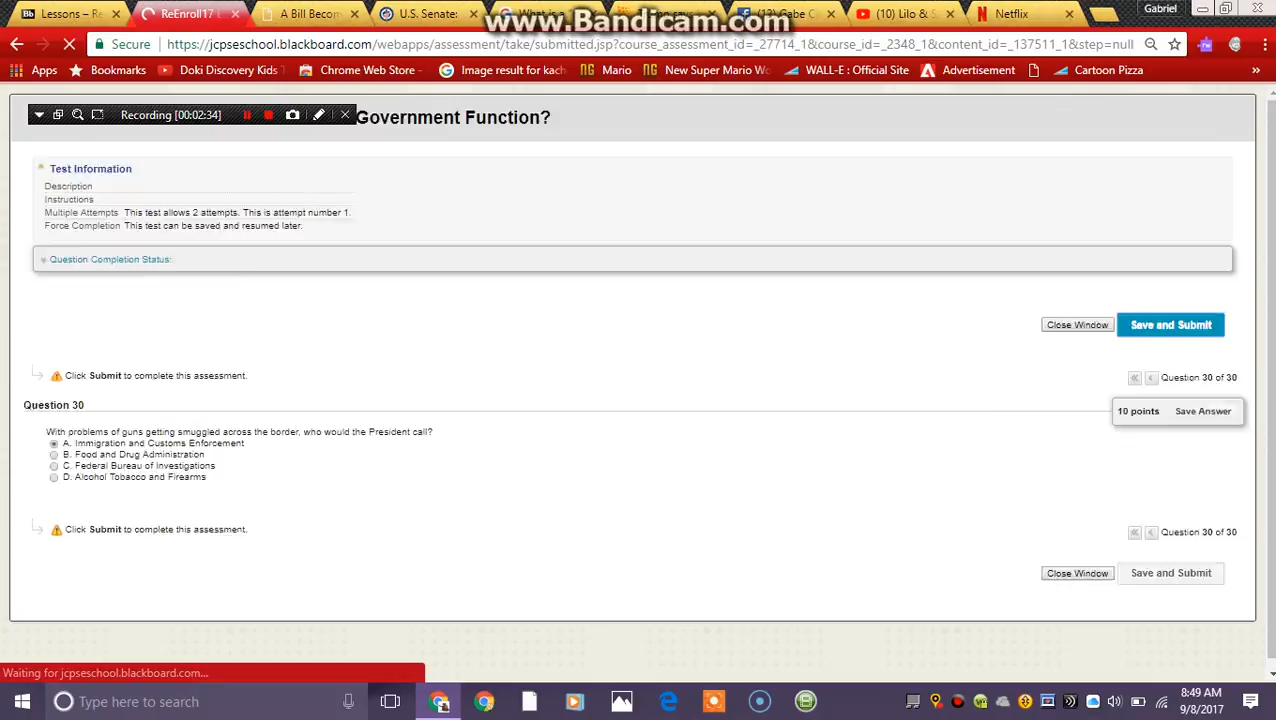 Lessons – Re
ReEnroll17
A Bill Becom
U.S. Senate:
What is a
(10) Lilo & S
Netflix
Gabriel
www.Bandicam.com
Secure
https://jcpseschool.blackboard.com/webapps/assessment/take/submitted.jsp?course_assessment_id=_27714_1&course_id=_2348_1&content_id=_137511_1&step=null
Apps
Bookmarks
Doki Discovery Kids
Chrome Web Store -
Image result for kach
Mario
New Super Mario Wo
WALL-E : Official Site
Advertisement
Cartoon Pizza
»
Recording [00:02:34]
Government Function?
Test Information
Description
Instructions
Multiple Attempts This test allows 2 attempts. This is attempt number 1.
Force Completion This test can be saved and resumed later.
Question Completion Status:
Close Window
Save and Submit
Click Submit to complete this assessment.
Question 30 of 30
Question 30
10 points
Save Answer
With problems of guns getting smuggled across the border, who would the President call?
A. Immigration and Customs Enforcement
B. Food and Drug Administration
C. Federal Bureau of Investigations
D. Alcohol Tobacco and Firearms
Click Submit to complete this assessment.
Question 30 of 30
Close Window
Save and Submit
Waiting for jcpseschool.blackboard.com...
Type here to search
8:49 AM
9/8/2017